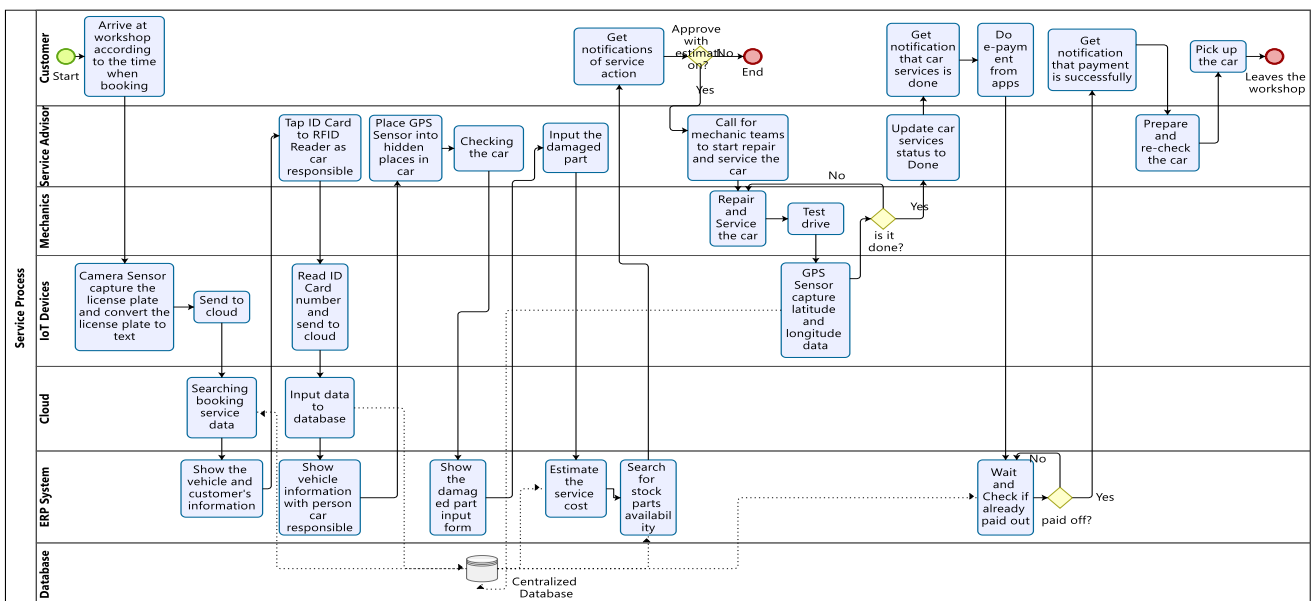 Service Process
Customer
Start
Arrive at
workshop
according
to the time
when
booking
Get
notifications
of service
action
Approve
with
estimati
on?
No
End
Yes
Get
notification
that car
services is
done
Do
e-paym
ent
from
apps
Get
notification
that payment
is successfully
Pick up
the car
Leaves the
workshop
Service Advisor
Tap ID Card
to RFID
Reader as
car
responsible
Place GPS
Sensor into
hidden
places in
car
Checking
the car
Input the
damaged
part
Call for
mechanic teams
to start repair
and service the
car
Update car
services
status to
Done
Prepare
and
re-check
the car
Mechanics
Repair
and
Service
the car
Test
drive
No
Yes
is it
done?
IoT Devices
Camera Sensor
capture the
license plate
and convert the
license plate to
text
Send to
cloud
Read ID
Card
number
and
send to
cloud
GPS
Sensor
capture
latitude
and
longitude
data
Cloud
Searching
booking
service
data
Input data
to
database
ERP System
Show the
vehicle and
customer's
information
Show
vehicle
information
with person
car
responsible
Show
the
damag
ed part
input
form
Estimate
the
service
cost
Search
for
stock
parts
availabil
ity
Wait
and
Check if
already
paid out
No
Yes
paid off?
Database
Centralized
Database